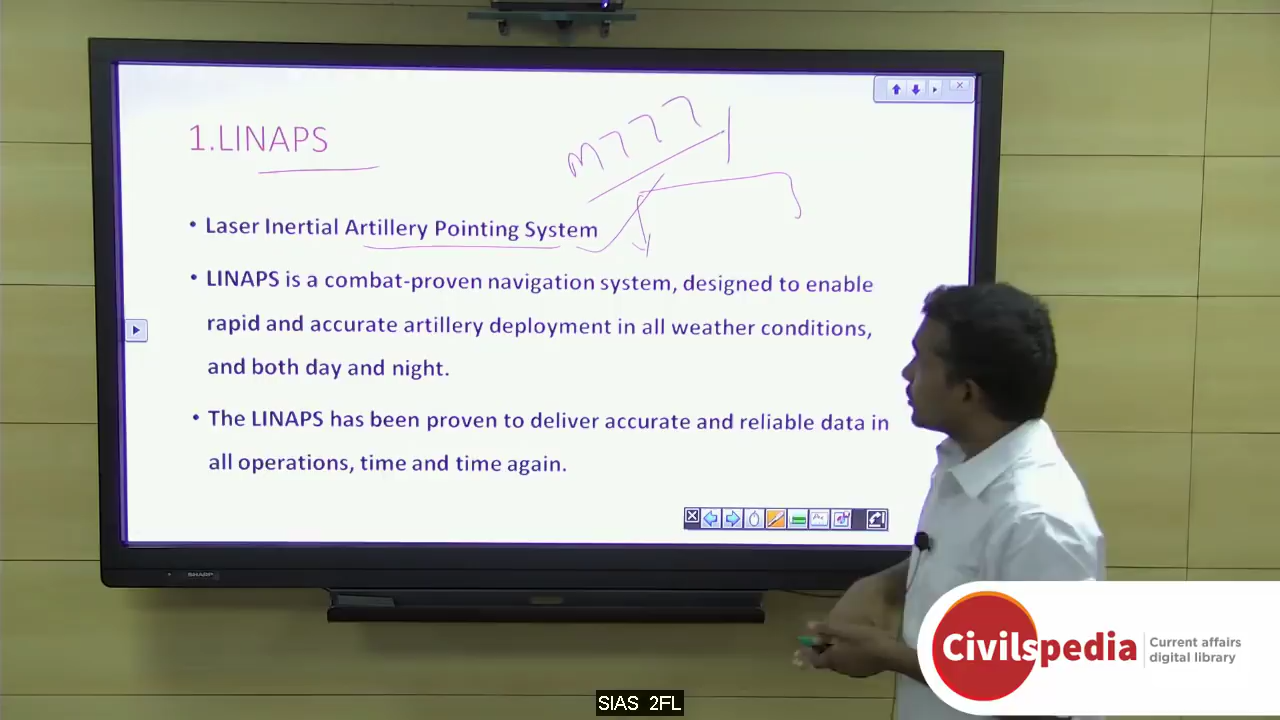 1.LINAPS
M777
• Laser Inertial Artillery Pointing System
• LINAPS is a combat-proven navigation system, designed to enable
rapid and accurate artillery deployment in all weather conditions,
and both day and night.
• The LINAPS has been proven to deliver accurate and reliable data in
all operations, time and time again.
SHARP
Civilspedia
Current affairs
digital library
SIAS 2FL